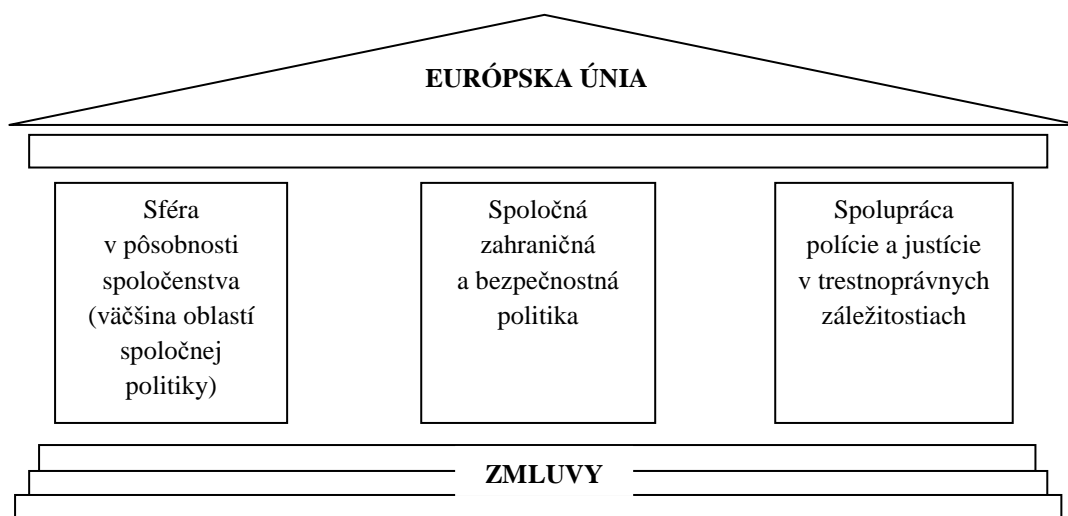 EURÓPSKA ÚNIA
Sféra
v pôsobnosti
spoločenstva
(väčšina oblastí
spoločnej
politiky)
Spoločná
zahraničná
a bezpečnostná
politika
Spolupráca
polície a justície
v trestnoprávnych
záležitostiach
ZMLUVY